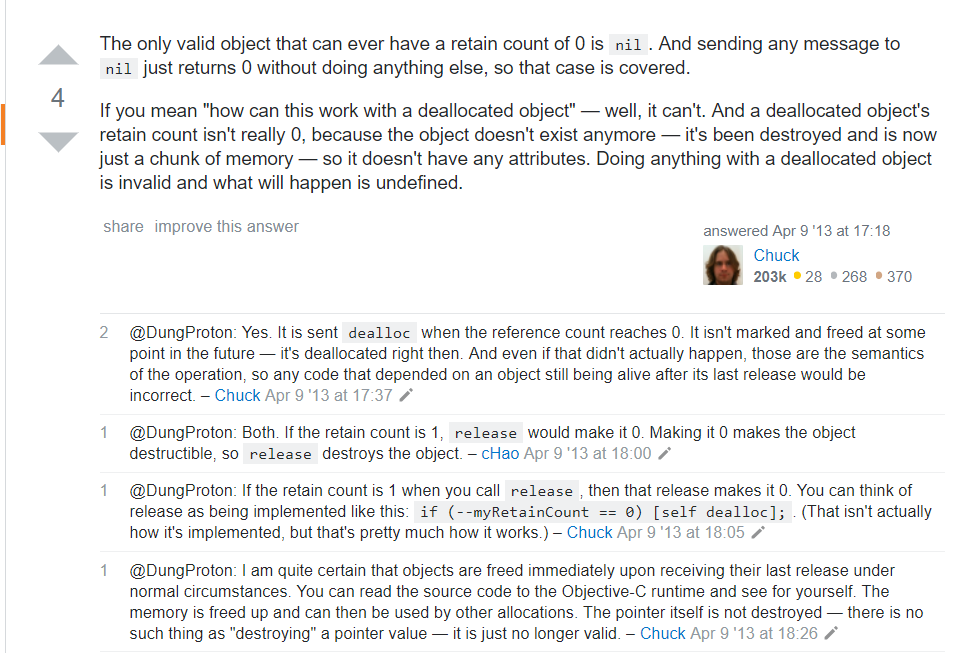 The only valid object that can ever have a retain count of 0 is nil. And sending any message to
nil just returns 0 without doing anything else, so that case is covered.
4
If you mean "how can this work with a deallocated object" — well, it can't. And a deallocated object's
retain count isn't really 0, because the object doesn't exist anymore — it's been destroyed and is now
just a chunk of memory — so it doesn't have any attributes. Doing anything with a deallocated object
is invalid and what will happen is undefined.
share improve this answer
answered Apr 9 '13 at 17:18
Chuck
203k 28 268 370
2 @DungProton: Yes. It is sent dealloc when the reference count reaches 0. It isn't marked and freed at some
point in the future — it's deallocated right then. And even if that didn't actually happen, those are the semantics
of the operation, so any code that depended on an object still being alive after its last release would be
incorrect. – Chuck Apr 9 '13 at 17:37
1 @DungProton: Both. If the retain count is 1, release would make it 0. Making it 0 makes the object
destructible, so release destroys the object. – cHao Apr 9 '13 at 18:00
1 @DungProton: If the retain count is 1 when you call release, then that release makes it 0. You can think of
release as being implemented like this: if (--myRetainCount == 0) [self dealloc];. (That isn't actually
how it's implemented, but that's pretty much how it works.) – Chuck Apr 9 '13 at 18:05
1 @DungProton: I am quite certain that objects are freed immediately upon receiving their last release under
normal circumstances. You can read the source code to the Objective-C runtime and see for yourself. The
memory is freed up and can then be used by other allocations. The pointer itself is not destroyed — there is no
such thing as "destroying" a pointer value — it is just no longer valid. – Chuck Apr 9 '13 at 18:26